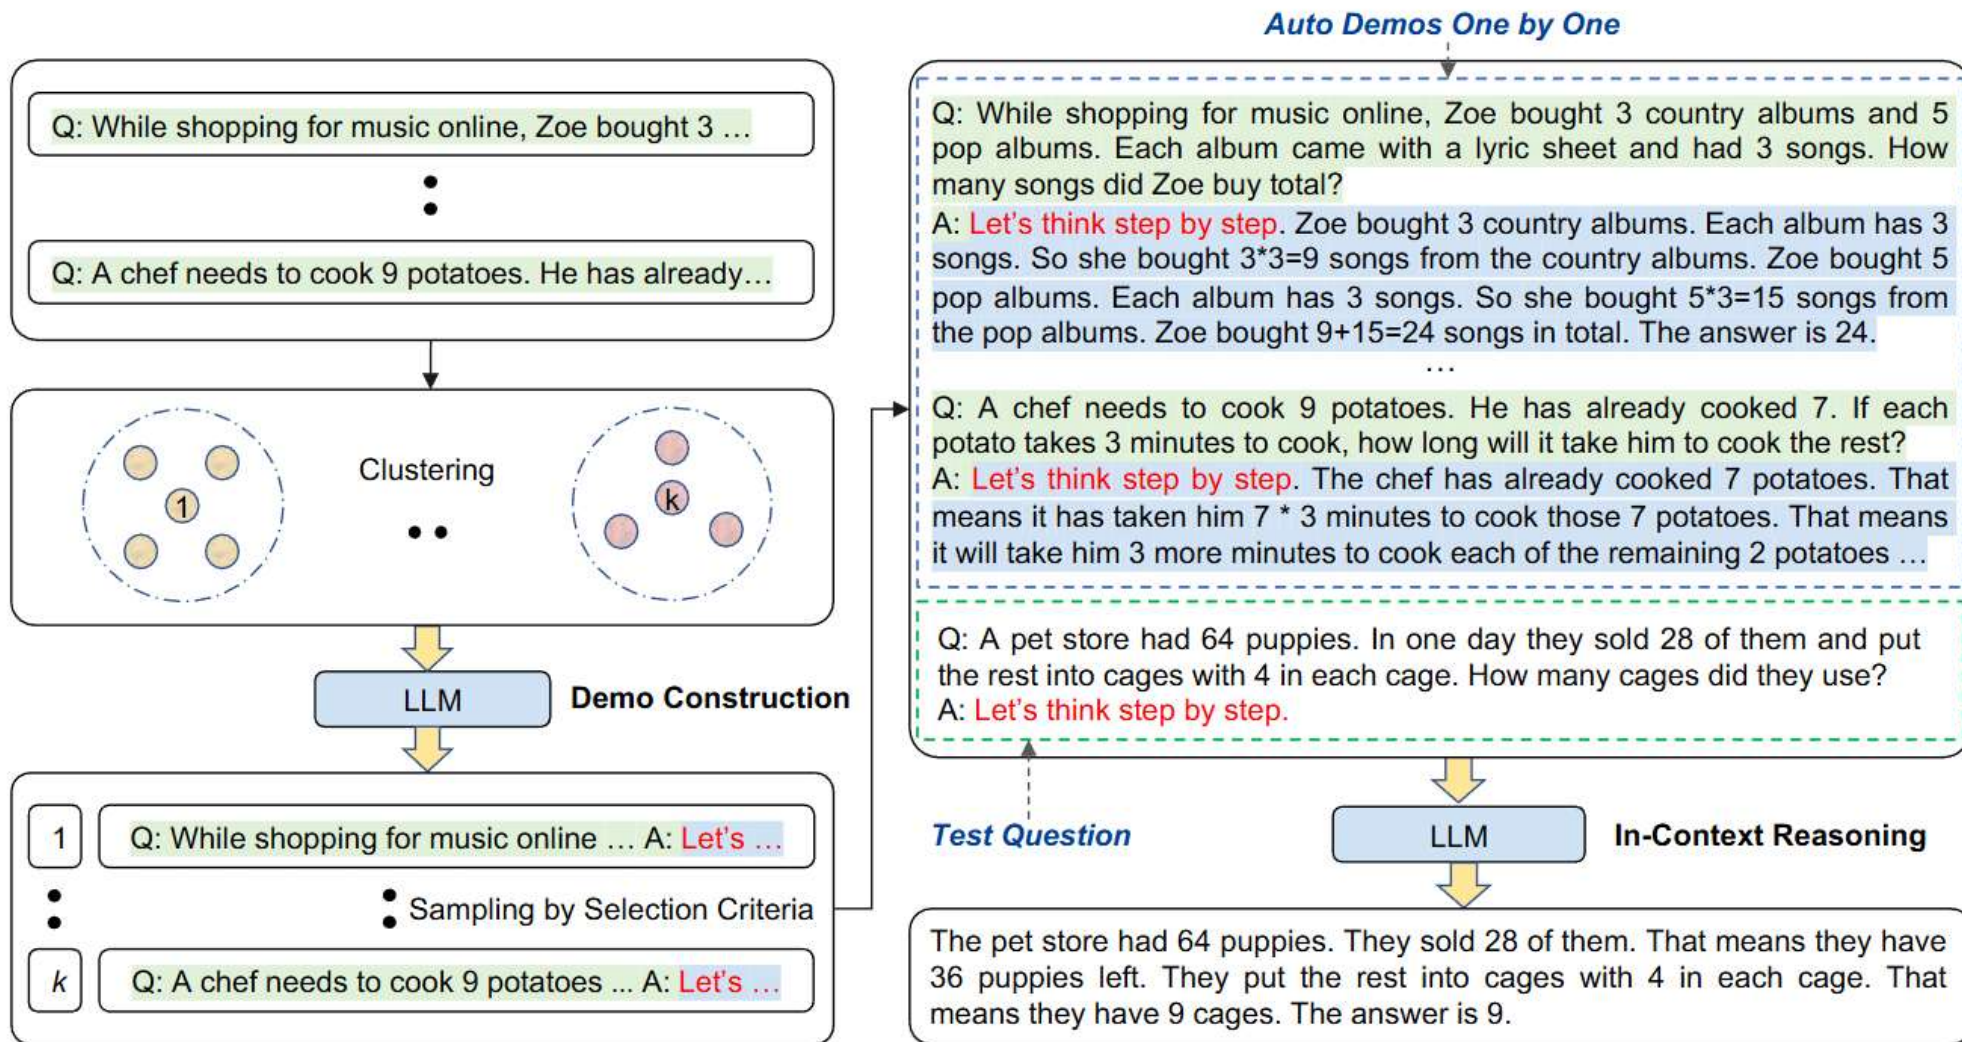 Q: While shopping for music online, Zoe bought 3 …
Q: A chef needs to cook 9 potatoes. He has already…
1
Clustering
k
LLM
Demo Construction
1
Q: While shopping for music online … A: Let's …
Sampling by Selection Criteria
k
Q: A chef needs to cook 9 potatoes ... A: Let's …
Auto Demos One by One
Q: While shopping for music online, Zoe bought 3 country albums and 5
pop albums. Each album came with a lyric sheet and had 3 songs. How
many songs did Zoe buy total?
A: Let's think step by step. Zoe bought 3 country albums. Each album has 3
songs. So she bought 3*3=9 songs from the country albums. Zoe bought 5
pop albums. Each album has 3 songs. So she bought 5*3=15 songs from
the pop albums. Zoe bought 9+15=24 songs in total. The answer is 24.
…
Q: A chef needs to cook 9 potatoes. He has already cooked 7. If each
potato takes 3 minutes to cook, how long will it take him to cook the rest?
A: Let's think step by step. The chef has already cooked 7 potatoes. That
means it has taken him 7 * 3 minutes to cook those 7 potatoes. That means
it will take him 3 more minutes to cook each of the remaining 2 potatoes …
Q: A pet store had 64 puppies. In one day they sold 28 of them and put
the rest into cages with 4 in each cage. How many cages did they use?
A: Let's think step by step.
Test Question
LLM
In-Context Reasoning
The pet store had 64 puppies. They sold 28 of them. That means they have
36 puppies left. They put the rest into cages with 4 in each cage. That
means they have 9 cages. The answer is 9.